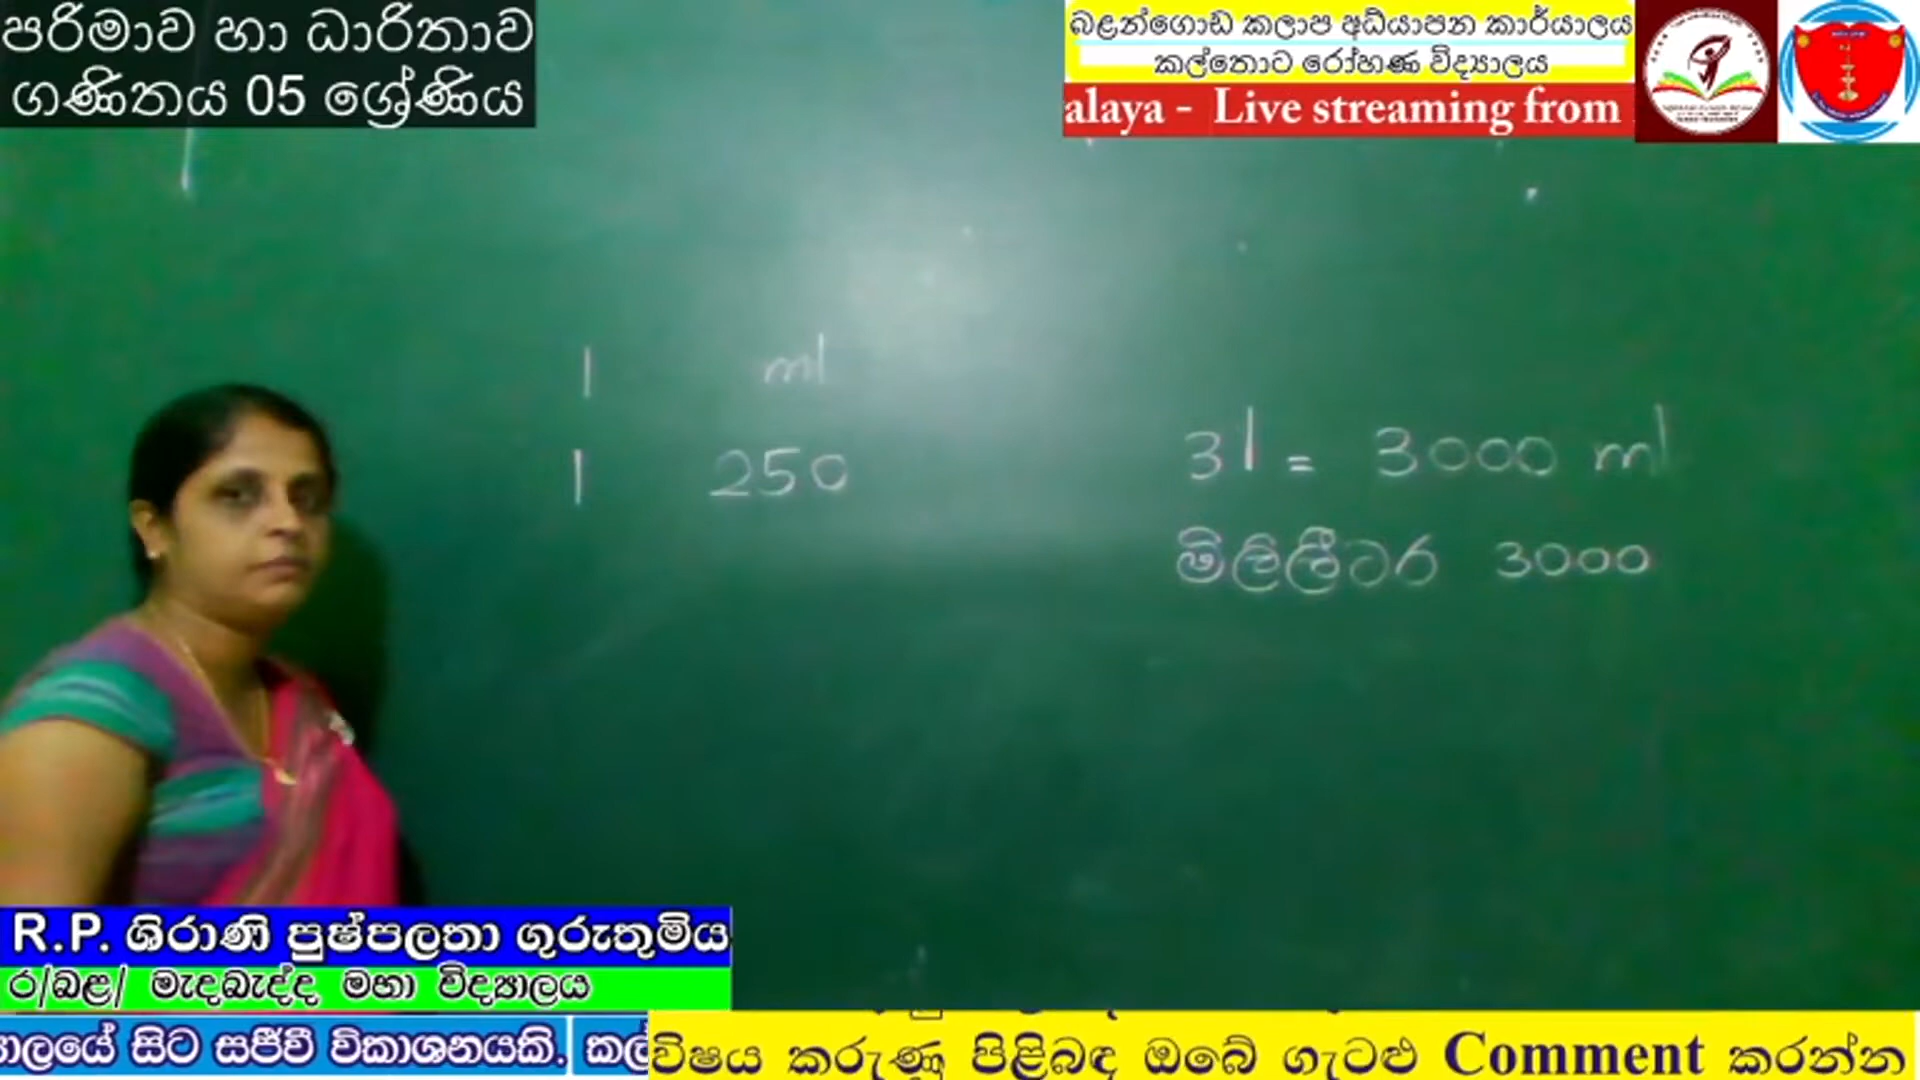 පරිමාව හා ධාරිතාව
ගණිතය 05 ශ්‍රේණිය
බළන්ගොඩ කලාප අධ්‍යාපන කාර්යාලය
කල්තොට රෝහණ විද්‍යාලය
alaya - Live streaming from
l ml
1 250
3l = 3000 ml
මිලිලීටර 3000
R.P. ශිරාණි පුෂ්පලතා ගුරුතුමිය
ර/බළ/ මැදබැද්ද මහා විද්‍යාලය
ාලයේ සිට සජීවී විකාශනයකි. කල්
විෂය කරුණු පිළිබඳ ඔබේ ගැටළු Comment කරන්න